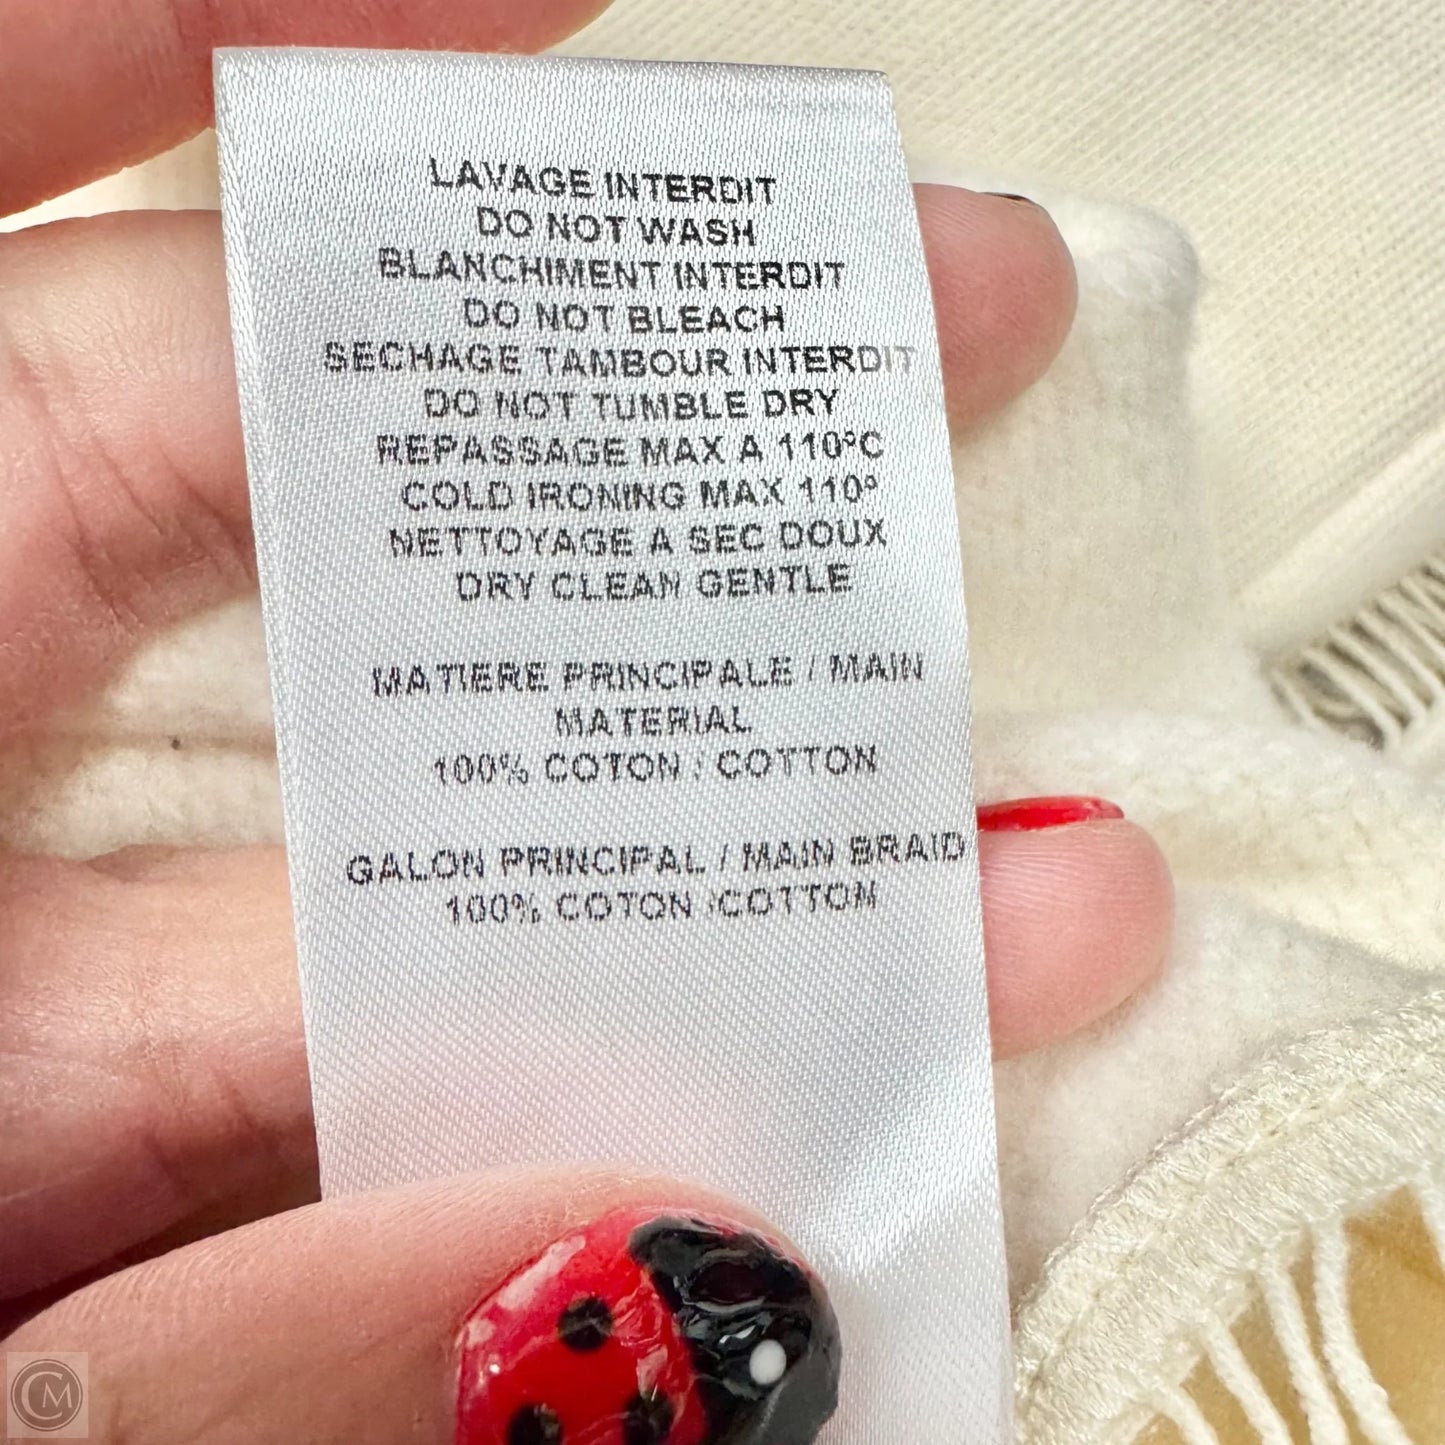 LAVAGE INTERDIT
DO NOT WASH
BLANCHIMENT INTERDIT
DO NOT BLEACH
SECHAGE TAMBOUR INTERDIT
DO NOT TUMBLE DRY
REPASSAGE MAX A 110°C
COLD IRONING MAX 110°
NETTOYAGE A SEC DOUX
DRY CLEAN GENTLE
MATIERE PRINCIPALE / MAIN
MATERIAL
100% COTON / COTTON
GALON PRINCIPAL / MAIN BRAID
100% COTON /COTTON
CM